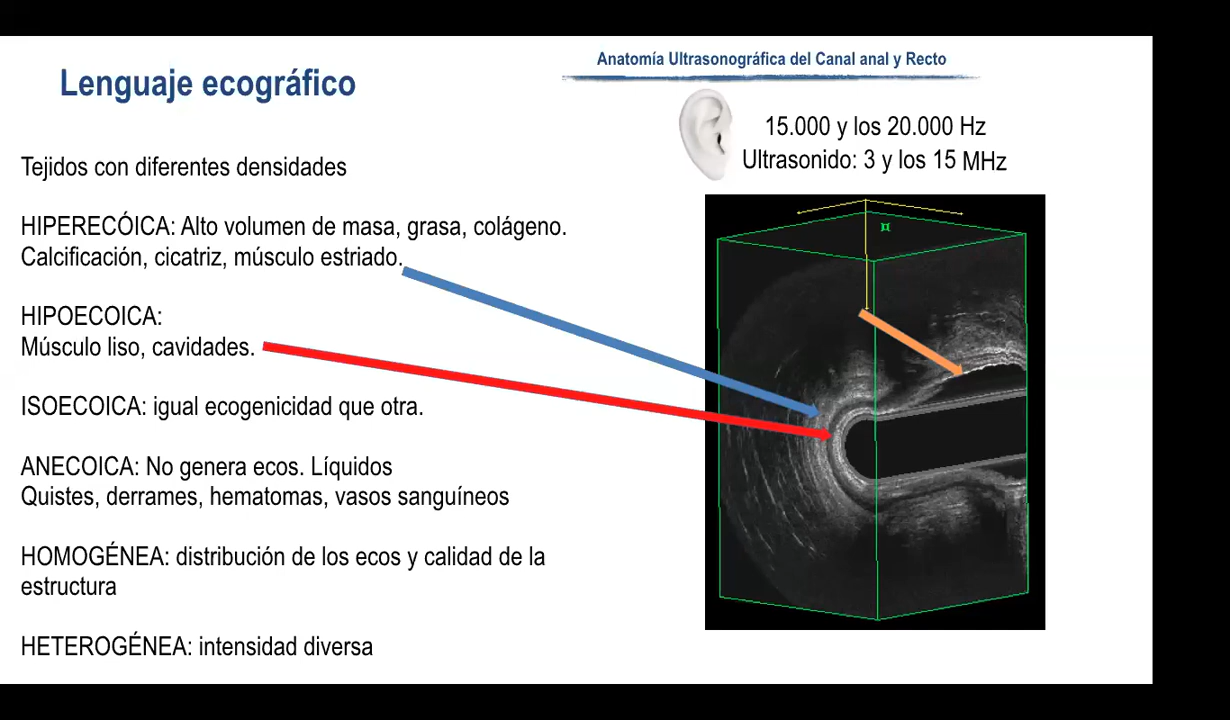 Anatomía Ultrasonográfica del Canal anal y Recto
Lenguaje ecográfico
15.000 y los 20.000 Hz
Ultrasonido: 3 y los 15 MHz
Tejidos con diferentes densidades
HIPERECÓICA: Alto volumen de masa, grasa, colágeno.
Calcificación, cicatriz, músculo estriado.
HIPOECOICA:
Músculo liso, cavidades.
ISOECOICA: igual ecogenicidad que otra.
ANECOICA: No genera ecos. Líquidos
Quistes, derrames, hematomas, vasos sanguíneos
HOMOGÉNEA: distribución de los ecos y calidad de la
estructura
HETEROGÉNEA: intensidad diversa